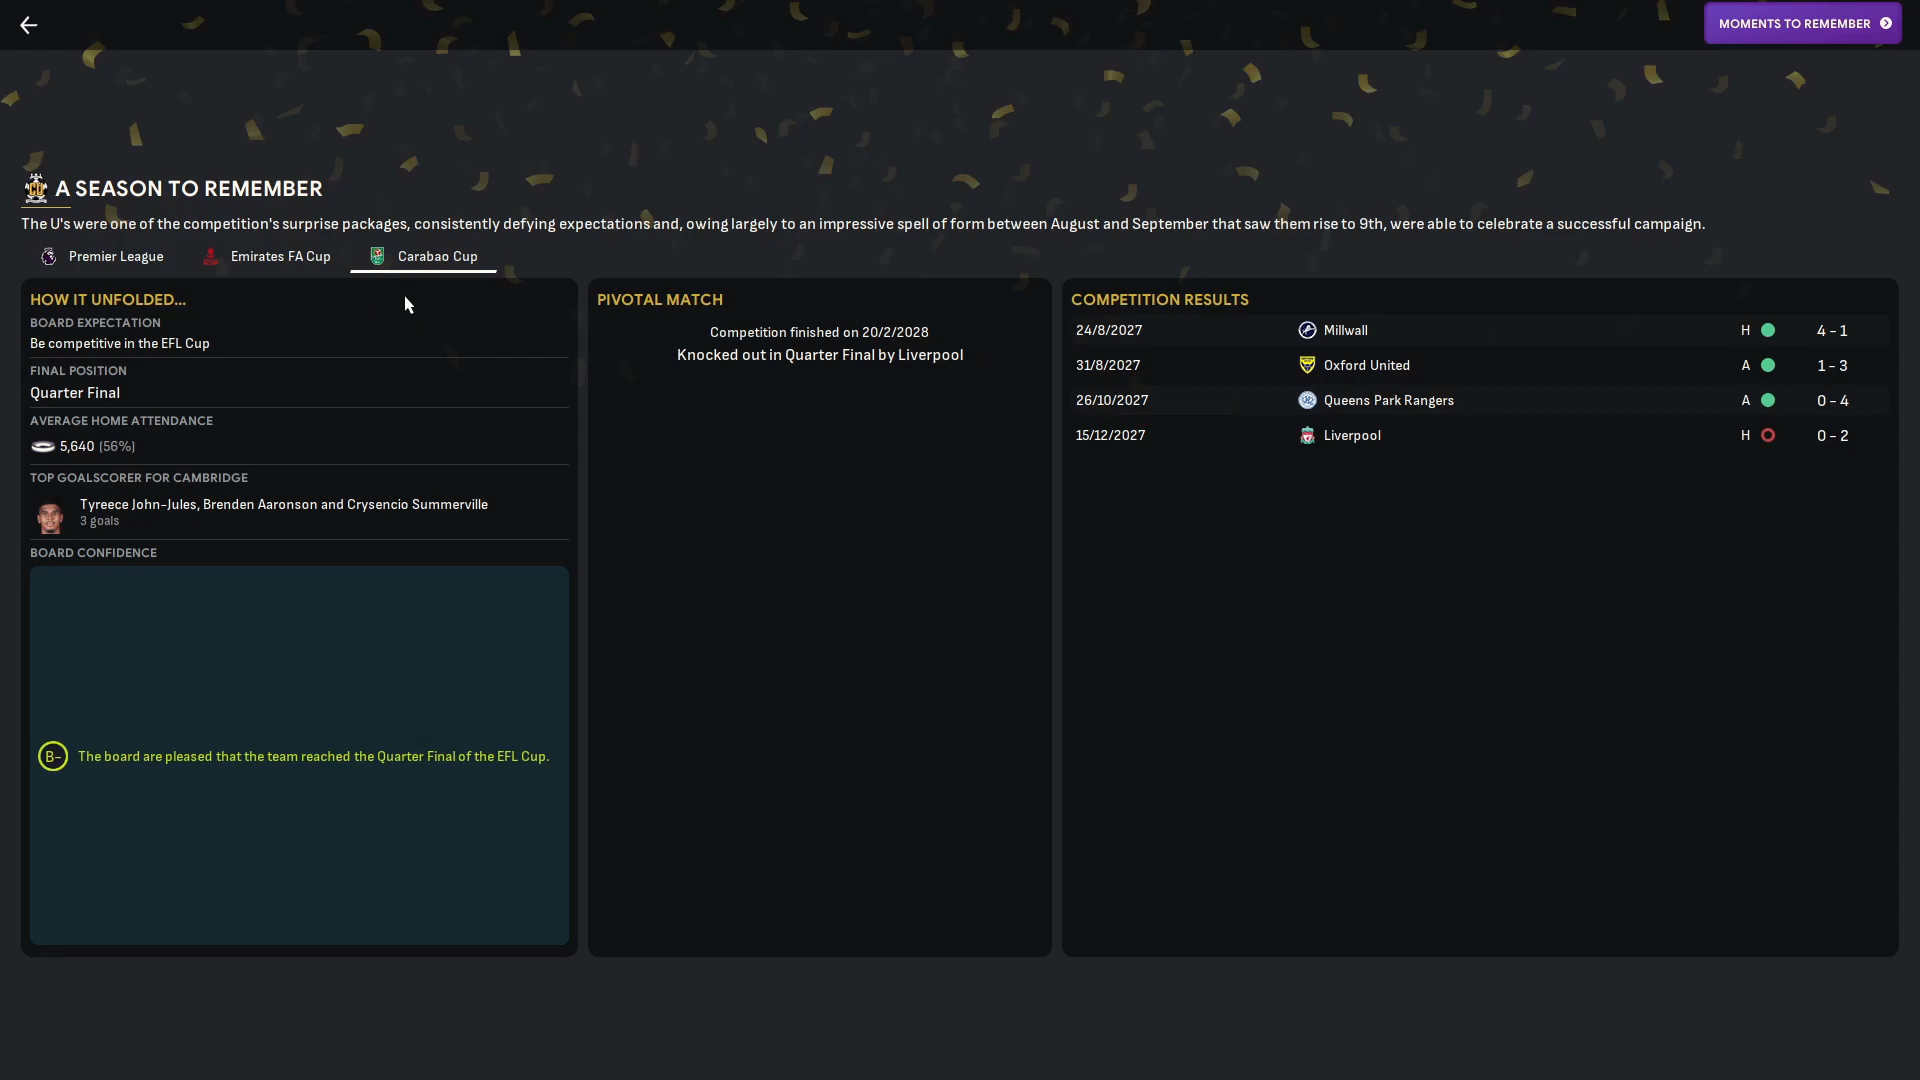 MOMENTS TO REMEMBER
A SEASON TO REMEMBER
The U's were one of the competition's surprise packages, consistently defying expectations and, owing largely to an impressive spell of form between August and September that saw them rise to 9th, were able to celebrate a successful campaign.
Premier League Emirates FA Cup Carabao Cup
HOW IT UNFOLDED...
BOARD EXPECTATION
Be competitive in the EFL Cup
FINAL POSITION
Quarter Final
AVERAGE HOME ATTENDANCE
5,640 (56%)
TOP GOALSCORER FOR CAMBRIDGE
Tyreece John-Jules, Brenden Aaronson and Crysencio Summerville
3 goals
BOARD CONFIDENCE
B- The board are pleased that the team reached the Quarter Final of the EFL Cup.
PIVOTAL MATCH
Competition finished on 20/2/2028
Knocked out in Quarter Final by Liverpool
COMPETITION RESULTS
24/8/2027 Millwall H 4 - 1
31/8/2027 Oxford United A 1 - 3
26/10/2027 Queens Park Rangers A 0 - 4
15/12/2027 Liverpool H 0 - 2